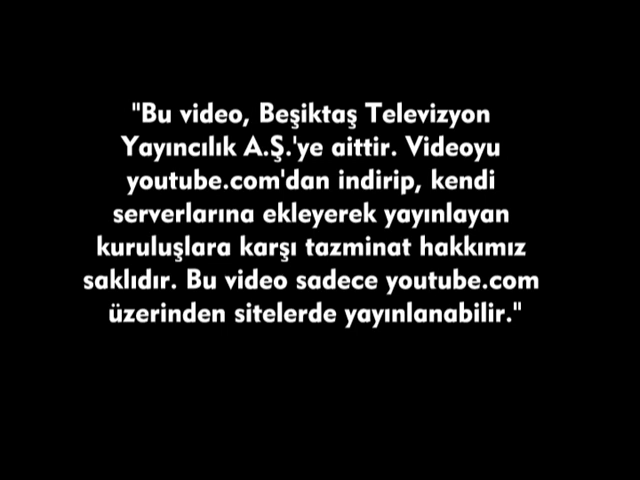 "Bu video, Beşiktaş Televizyon
Yayıncılık A.Ş.'ye aittir. Videoyu
youtube.com'dan indirip, kendi
serverlarına ekleyerek yayınlayan
kuruluşlara karşı tazminat hakkımız
saklıdır. Bu video sadece youtube.com
üzerinden sitelerde yayınlanabilir."